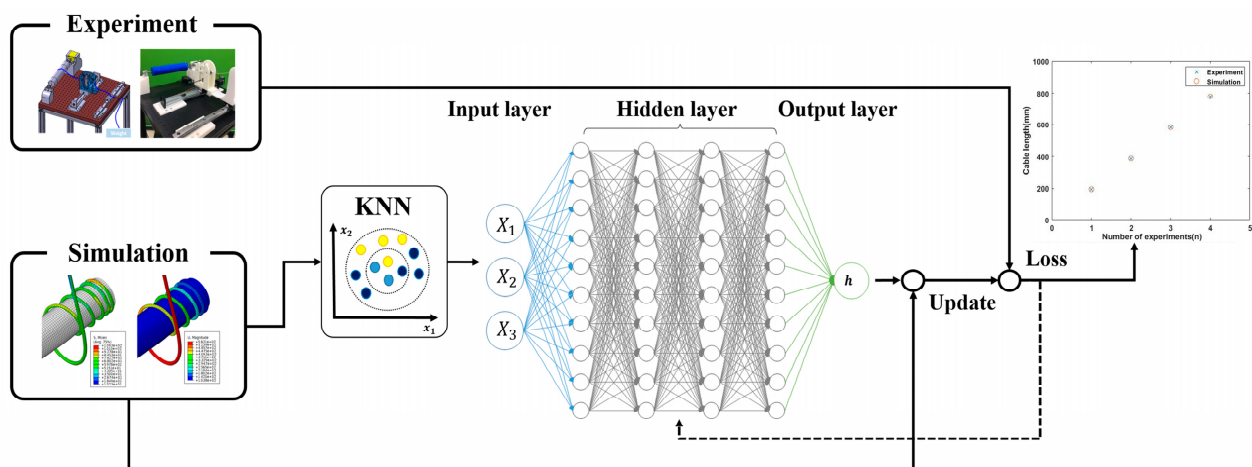 Experiment
Weight
Input layer
Hidden layer
Output layer
KNN
x2
x1
X1
X2
X3
h
Simulation
Update
Loss
1000
800
600
400
200
0
Cable length(mm)
× Experiment
○ Simulation
0 1 2 3 4 5
Number of experiments(n)